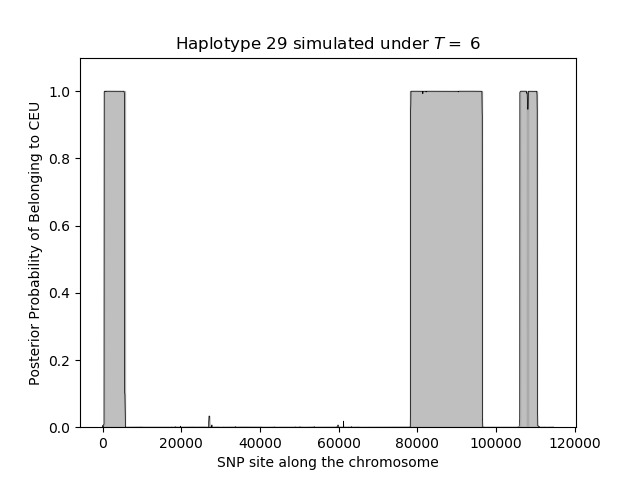 Haplotype 29 simulated under T = 6
Posterior Probability of Belonging to CEU
1.0
0.8
0.6
0.4
0.2
0.0
0 20000 40000 60000 80000 100000 120000
SNP site along the chromosome